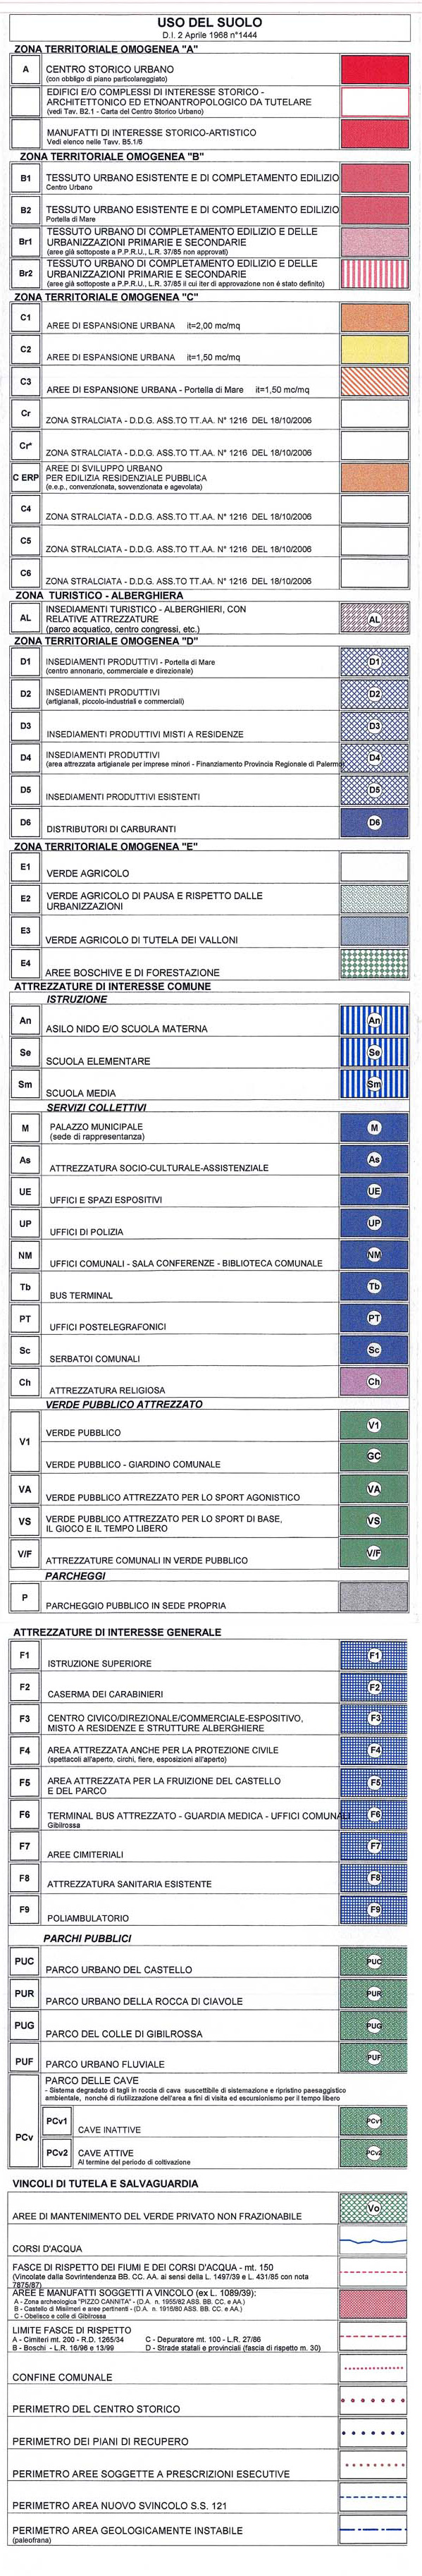 USO DEL SUOLO
D.I. 2 Aprile 1968 n°1444
ZONA TERRITORIALE OMOGENEA "A"
A CENTRO STORICO URBANO
(con obbligo di piano particolareggiato)
EDIFICI E/O COMPLESSI DI INTERESSE STORICO -
ARCHITETTONICO ED ETNOANTROPOLOGICO DA TUTELARE
(vedi Tav. B2.1 - Carta del Centro Storico Urbano)
MANUFATTI DI INTERESSE STORICO-ARTISTICO
Vedi elenco nelle Tavv. B5.1/6
ZONA TERRITORIALE OMOGENEA "B"
B1 TESSUTO URBANO ESISTENTE E DI COMPLETAMENTO EDILIZIO
Centro Urbano
B2 TESSUTO URBANO ESISTENTE E DI COMPLETAMENTO EDILIZIO
Portella di Mare
Br1 TESSUTO URBANO DI COMPLETAMENTO EDILIZIO E DELLE
URBANIZZAZIONI PRIMARIE E SECONDARIE
(aree già sottoposte a P.P.R.U., L.R. 37/85 non approvati)
Br2 TESSUTO URBANO DI COMPLETAMENTO EDILIZIO E DELLE
URBANIZZAZIONI PRIMARIE E SECONDARIE
(aree già sottoposte a P.P.R.U., L.R. 37/85 il cui iter di approvazione non é stato definito)
ZONA TERRITORIALE OMOGENEA "C"
C1 AREE DI ESPANSIONE URBANA it=2,00 mc/mq
C2 AREE DI ESPANSIONE URBANA it=1,50 mc/mq
C3 AREE DI ESPANSIONE URBANA - Portella di Mare it=1,50 mc/mq
Cr ZONA STRALCIATA - D.D.G. ASS.TO TT.AA. N° 1216 DEL 18/10/2006
Cr* ZONA STRALCIATA - D.D.G. ASS.TO TT.AA. N° 1216 DEL 18/10/2006
C ERP AREE DI SVILUPPO URBANO
PER EDILIZIA RESIDENZIALE PUBBLICA
(e.e.p., convenzionata, sovvenzionata e agevolata)
C4 ZONA STRALCIATA - D.D.G. ASS.TO TT.AA. N° 1216 DEL 18/10/2006
C5 ZONA STRALCIATA - D.D.G. ASS.TO TT.AA. N° 1216 DEL 18/10/2006
C6 ZONA STRALCIATA - D.D.G. ASS.TO TT.AA. N° 1216 DEL 18/10/2006
ZONA TURISTICO - ALBERGHIERA
AL INSEDIAMENTI TURISTICO - ALBERGHIERI, CON
RELATIVE ATTREZZATURE AL
(parco acquatico, centro congressi, etc.)
ZONA TERRITORIALE OMOGENEA "D"
D1 INSEDIAMENTI PRODUTTIVI - Portella di Mare D1
(centro annonario, commerciale e direzionale)
D2 INSEDIAMENTI PRODUTTIVI D2
(artigianali, piccolo-industriali e commerciali)
D3 INSEDIAMENTI PRODUTTIVI MISTI A RESIDENZE D3
D4 INSEDIAMENTI PRODUTTIVI D4
(area attrezzata artigianale per imprese minori - Finanziamento Provincia Regionale di Palermo)
D5 INSEDIAMENTI PRODUTTIVI ESISTENTI D5
D6 DISTRIBUTORI DI CARBURANTI D6
ZONA TERRITORIALE OMOGENEA "E"
E1 VERDE AGRICOLO
E2 VERDE AGRICOLO DI PAUSA E RISPETTO DALLE
URBANIZZAZIONI
E3 VERDE AGRICOLO DI TUTELA DEI VALLONI
E4 AREE BOSCHIVE E DI FORESTAZIONE
ATTREZZATURE DI INTERESSE COMUNE
ISTRUZIONE
An ASILO NIDO E/O SCUOLA MATERNA An
Se SCUOLA ELEMENTARE Se
Sm SCUOLA MEDIA Sm
SERVIZI COLLETTIVI
M PALAZZO MUNICIPALE M
(sede di rappresentanza)
As ATTREZZATURA SOCIO-CULTURALE-ASSISTENZIALE As
UE UFFICI E SPAZI ESPOSITIVI UE
UP UFFICI DI POLIZIA UP
NM UFFICI COMUNALI - SALA CONFERENZE - BIBLIOTECA COMUNALE NM
Tb BUS TERMINAL Tb
PT UFFICI POSTELEGRAFONICI PT
Sc SERBATOI COMUNALI Sc
Ch ATTREZZATURA RELIGIOSA Ch
VERDE PUBBLICO ATTREZZATO
V1 VERDE PUBBLICO V1
VERDE PUBBLICO - GIARDINO COMUNALE GC
VA VERDE PUBBLICO ATTREZZATO PER LO SPORT AGONISTICO VA
VS VERDE PUBBLICO ATTREZZATO PER LO SPORT DI BASE, VS
IL GIOCO E IL TEMPO LIBERO
V/F ATTREZZATURE COMUNALI IN VERDE PUBBLICO V/F
PARCHEGGI
P PARCHEGGIO PUBBLICO IN SEDE PROPRIA
ATTREZZATURE DI INTERESSE GENERALE
F1 ISTRUZIONE SUPERIORE F1
F2 CASERMA DEI CARABINIERI F2
F3 CENTRO CIVICO/DIREZIONALE/COMMERCIALE-ESPOSITIVO, F3
MISTO A RESIDENZE E STRUTTURE ALBERGHIERE
F4 AREA ATTREZZATA ANCHE PER LA PROTEZIONE CIVILE F4
(spettacoli all'aperto, circhi, fiere, esposizioni all'aperto)
F5 AREA ATTREZZATA PER LA FRUIZIONE DEL CASTELLO F5
E DEL PARCO
F6 TERMINAL BUS ATTREZZATO - GUARDIA MEDICA - UFFICI COMUNALI F6
Gibilrossa
F7 AREE CIMITERIALI F7
F8 ATTREZZATURA SANITARIA ESISTENTE F8
F9 POLIAMBULATORIO F9
PARCHI PUBBLICI
PUC PARCO URBANO DEL CASTELLO PUC
PUR PARCO URBANO DELLA ROCCA DI CIAVOLE PUR
PUG PARCO DEL COLLE DI GIBILROSSA PUG
PUF PARCO URBANO FLUVIALE PUF
PCv PARCO DELLE CAVE
- Sistema degradato di tagli in roccia di cava suscettibile di sistemazione e ripristino paesaggistico
ambientale, nonché di riutilizzazione dell'area a fini di visita ed escursionismo per il tempo libero
PCv1 CAVE INATTIVE PCv1
PCv2 CAVE ATTIVE PCv2
Al termine del periodo di coltivazione
VINCOLI DI TUTELA E SALVAGUARDIA
AREE DI MANTENIMENTO DEL VERDE PRIVATO NON FRAZIONABILE Vo
CORSI D'ACQUA
FASCE DI RISPETTO DEI FIUMI E DEI CORSI D'ACQUA - mt. 150
(Vincolate dalla Sovrintendenza BB. CC. AA. ai sensi della L. 1497/39 e L. 431/85 con nota
7875/87)
AREE E MANUFATTI SOGGETTI A VINCOLO (ex L. 1089/39):
A - Zona archeologica "PIZZO CANNITA" - (D.A. n. 1955/82 ASS. BB. CC. e AA.)
B - Castello di Misilmeri e aree pertinenti - (D.A. n. 1915/80 ASS. BB. CC. e AA.)
C - Obelisco e colle di Gibilrossa
LIMITE FASCE DI RISPETTO
A - Cimiteri mt. 200 - R.D. 1265/34 C - Depuratore mt. 100 - L.R. 27/86
B - Boschi - L.R. 16/96 e 13/99 D - Strade statali e provinciali (fascia di rispetto m. 30)
CONFINE COMUNALE
PERIMETRO DEL CENTRO STORICO
PERIMETRO DEI PIANI DI RECUPERO
PERIMETRO AREE SOGGETTE A PRESCRIZIONI ESECUTIVE
PERIMETRO AREA NUOVO SVINCOLO S.S. 121
PERIMETRO AREA GEOLOGICAMENTE INSTABILE
(paleofrana)